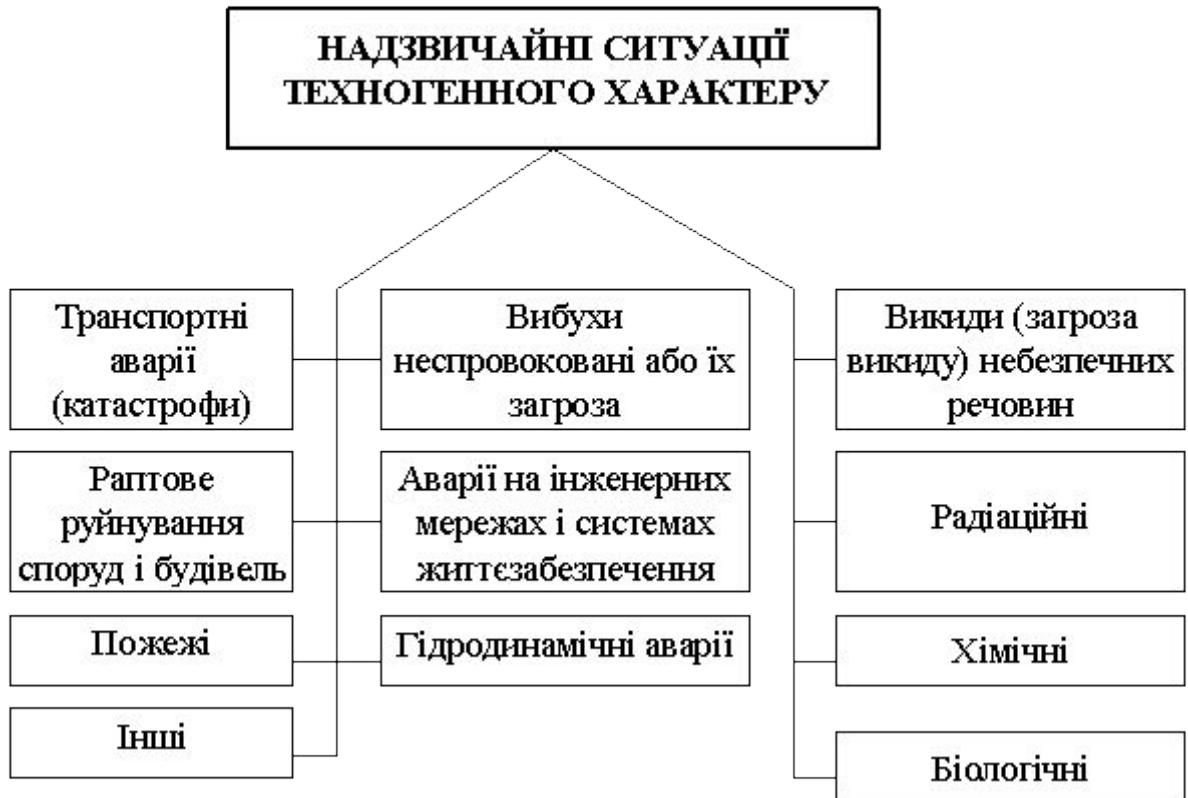 НАДЗВИЧАЙНІ СИТУАЦІЇ
ТЕХНОГЕННОГО ХАРАКТЕРУ
Транспортні
аварії
(катастрофи)
Вибухи
неспровоковані або їх
загроза
Викиди (загроза
викиду) небезпечних
речовин
Раптове
руйнування
споруд і будівель
Аварії на інженерних
мережах і системах
життєзабезпечення
Радіаційні
Пожежі
Гідродинамічні аварії
Хімічні
Інші
Біологічні